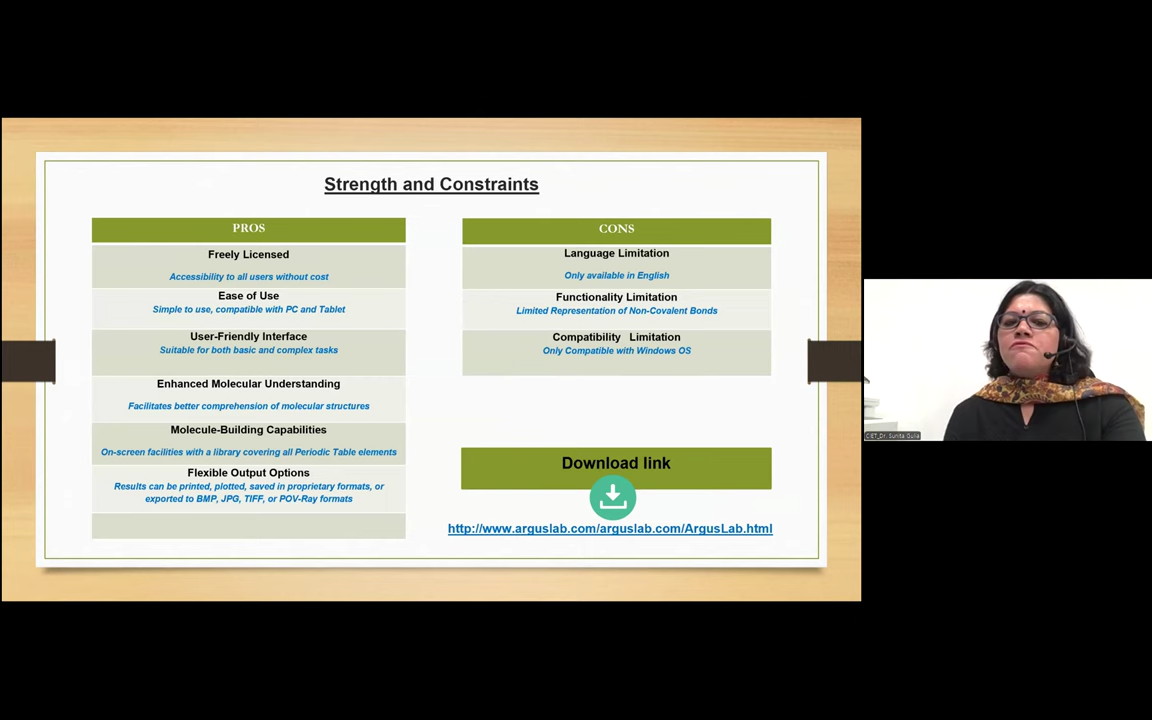 Strength and Constraints
PROS
Freely Licensed
Accessibility to all users without cost
Ease of Use
Simple to use, compatible with PC and Tablet
User-Friendly Interface
Suitable for both basic and complex tasks
Enhanced Molecular Understanding
Facilitates better comprehension of molecular structures
Molecule-Building Capabilities
On-screen facilities with a library covering all Periodic Table elements
Flexible Output Options
Results can be printed, plotted, saved in proprietary formats, or
exported to BMP, JPG, TIFF, or POV-Ray formats
CONS
Language Limitation
Only available in English
Functionality Limitation
Limited Representation of Non-Covalent Bonds
Compatibility Limitation
Only Compatible with Windows OS
Download link
http://www.arguslab.com/arguslab.com/ArgusLab.html
CIET_Dr. Sunita Gulia